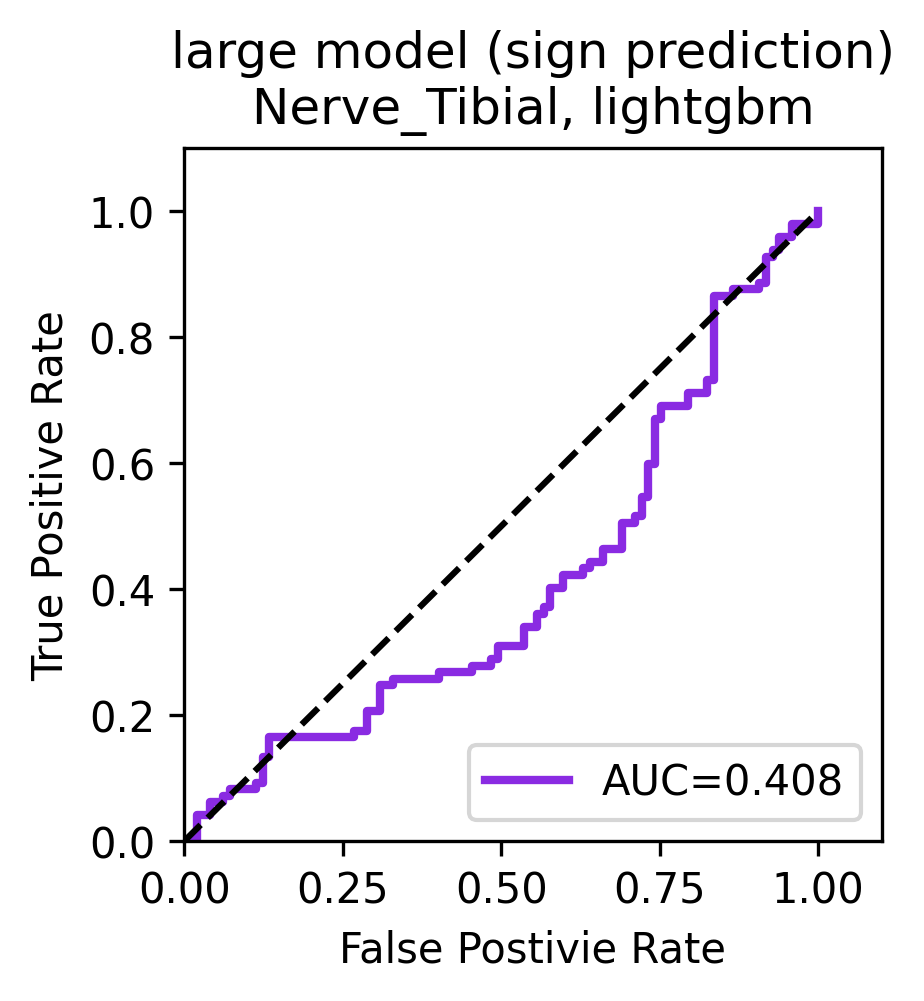 large model (sign prediction)
Nerve_Tibial, lightgbm
1.0
0.8
0.6
0.4
0.2
0.0
True Positive Rate
AUC=0.408
0.00 0.25 0.50 0.75 1.00
False Postivie Rate